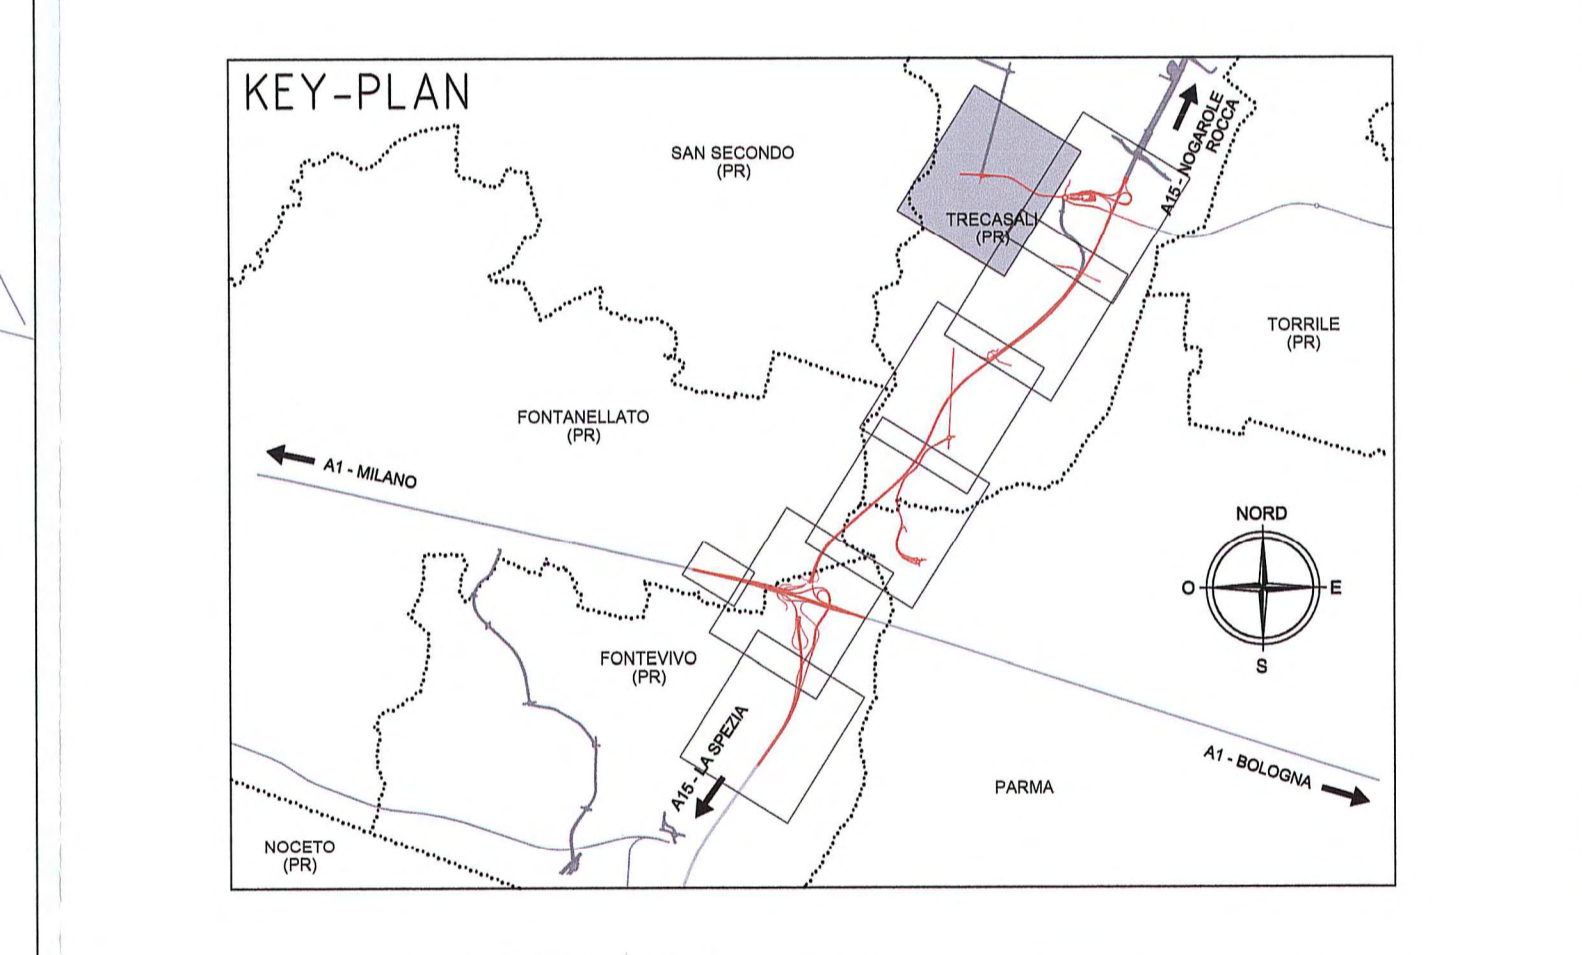 KEY-PLAN
SAN SECONDO
(PR)
A15 - NOGAROLE
ROCCA
TRECASALI
(PR)
TORRILE
(PR)
FONTANELLATO
(PR)
A1 - MILANO
NORD
O
E
S
FONTEVIVO
(PR)
A15 - LA SPEZIA
A1 - BOLOGNA
PARMA
NOCETO
(PR)